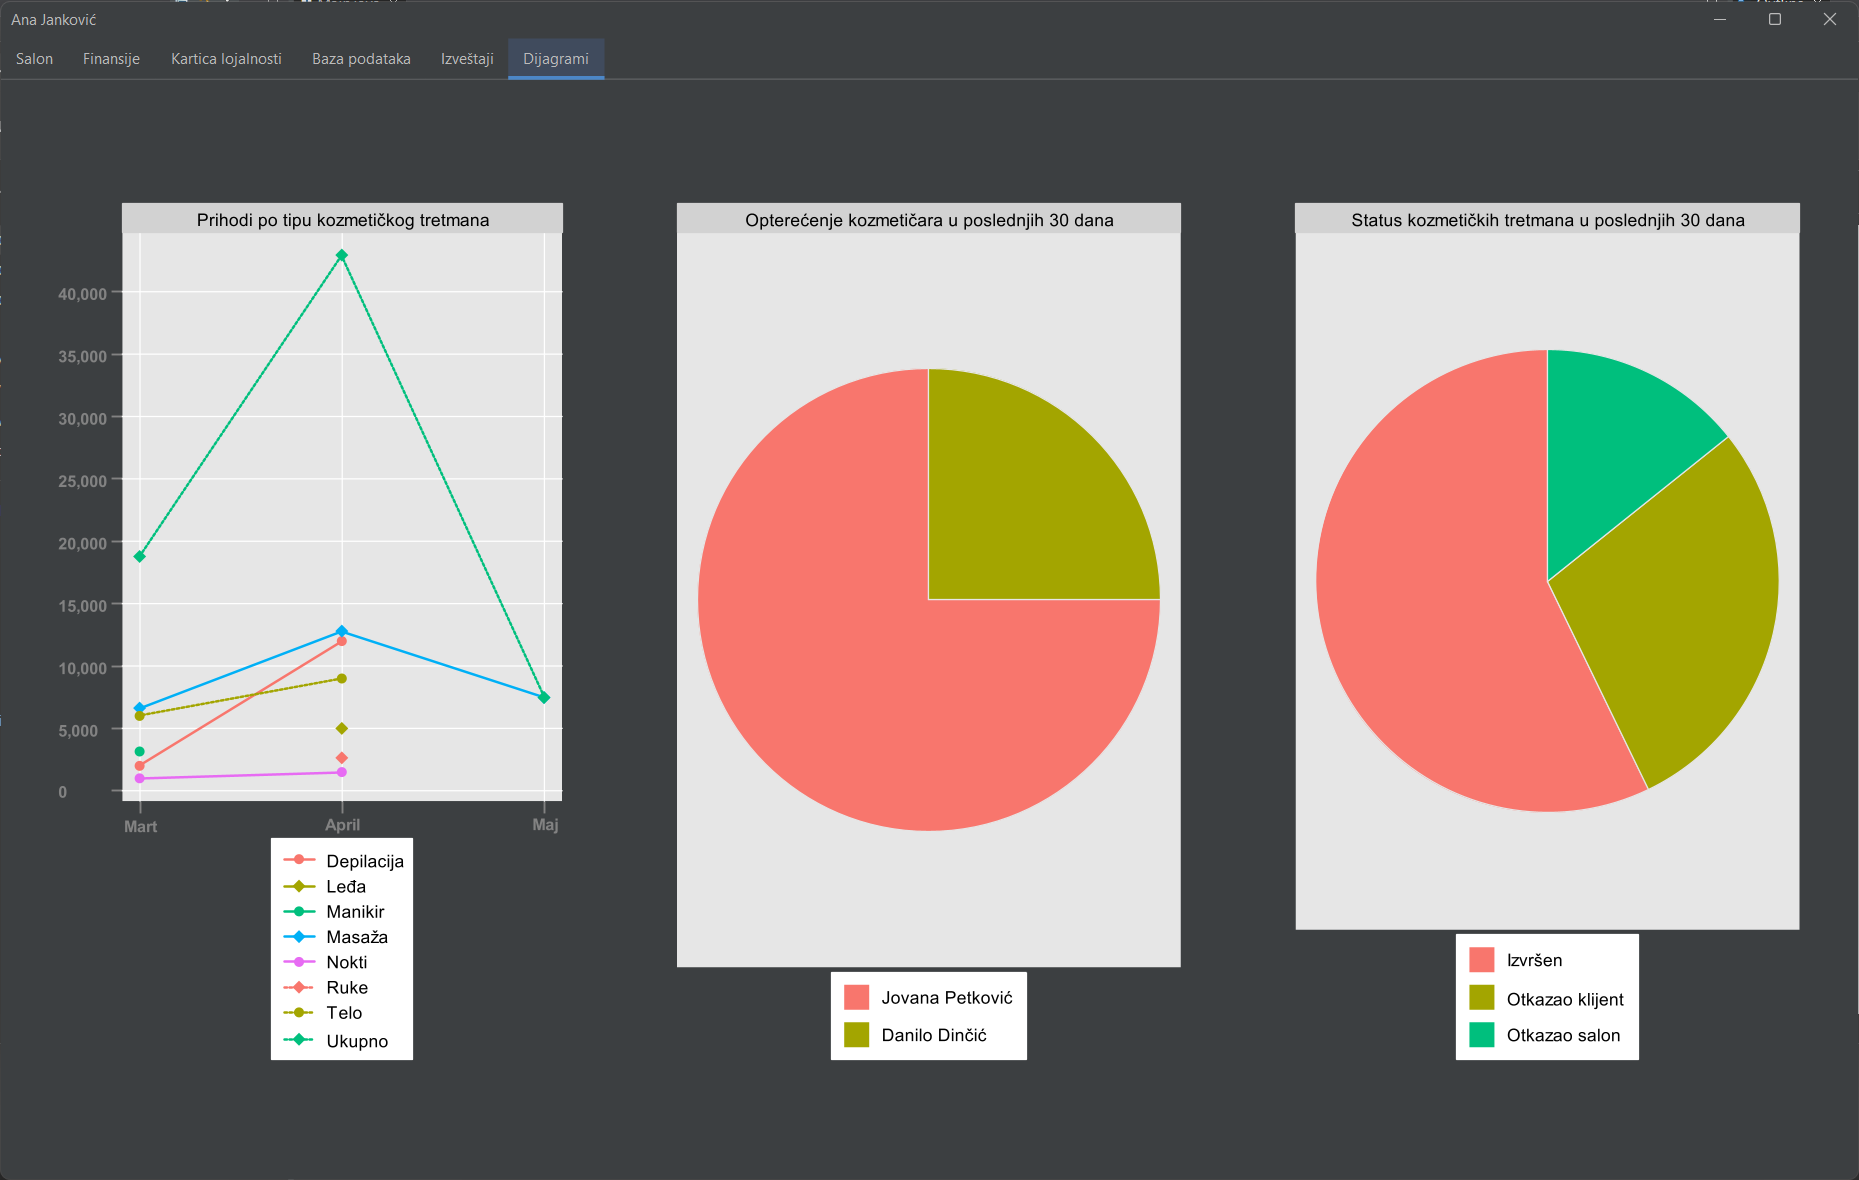 Ana Janković
Salon Finansije Kartica lojalnosti Baza podataka Izveštaji Dijagrami
Prihodi po tipu kozmetičkog tretmana
40,000
35,000
30,000
25,000
20,000
15,000
10,000
5,000
0
Mart April Maj
Depilacija
Leđa
Manikir
Masaža
Nokti
Ruke
Telo
Ukupno
Opterećenje kozmetičara u poslednjih 30 dana
Jovana Petković
Danilo Dinčić
Status kozmetičkih tretmana u poslednjih 30 dana
Izvršen
Otkazao klijent
Otkazao salon